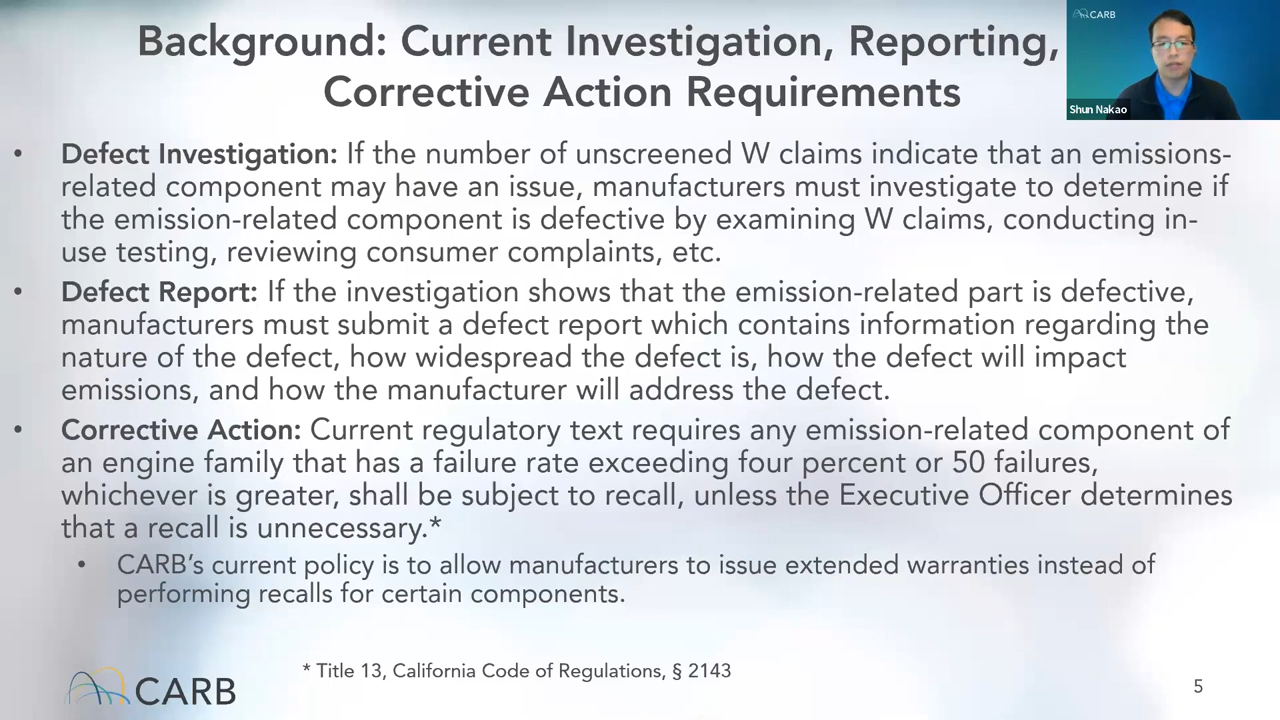 Background: Current Investigation, Reporting,
Corrective Action Requirements
CARB
Shun Nakao
• Defect Investigation: If the number of unscreened W claims indicate that an emissions-
related component may have an issue, manufacturers must investigate to determine if
the emission-related component is defective by examining W claims, conducting in-
use testing, reviewing consumer complaints, etc.
• Defect Report: If the investigation shows that the emission-related part is defective,
manufacturers must submit a defect report which contains information regarding the
nature of the defect, how widespread the defect is, how the defect will impact
emissions, and how the manufacturer will address the defect.
• Corrective Action: Current regulatory text requires any emission-related component of
an engine family that has a failure rate exceeding four percent or 50 failures,
whichever is greater, shall be subject to recall, unless the Executive Officer determines
that a recall is unnecessary.*
• CARB's current policy is to allow manufacturers to issue extended warranties instead of
performing recalls for certain components.
* Title 13, California Code of Regulations, § 2143
CARB
5